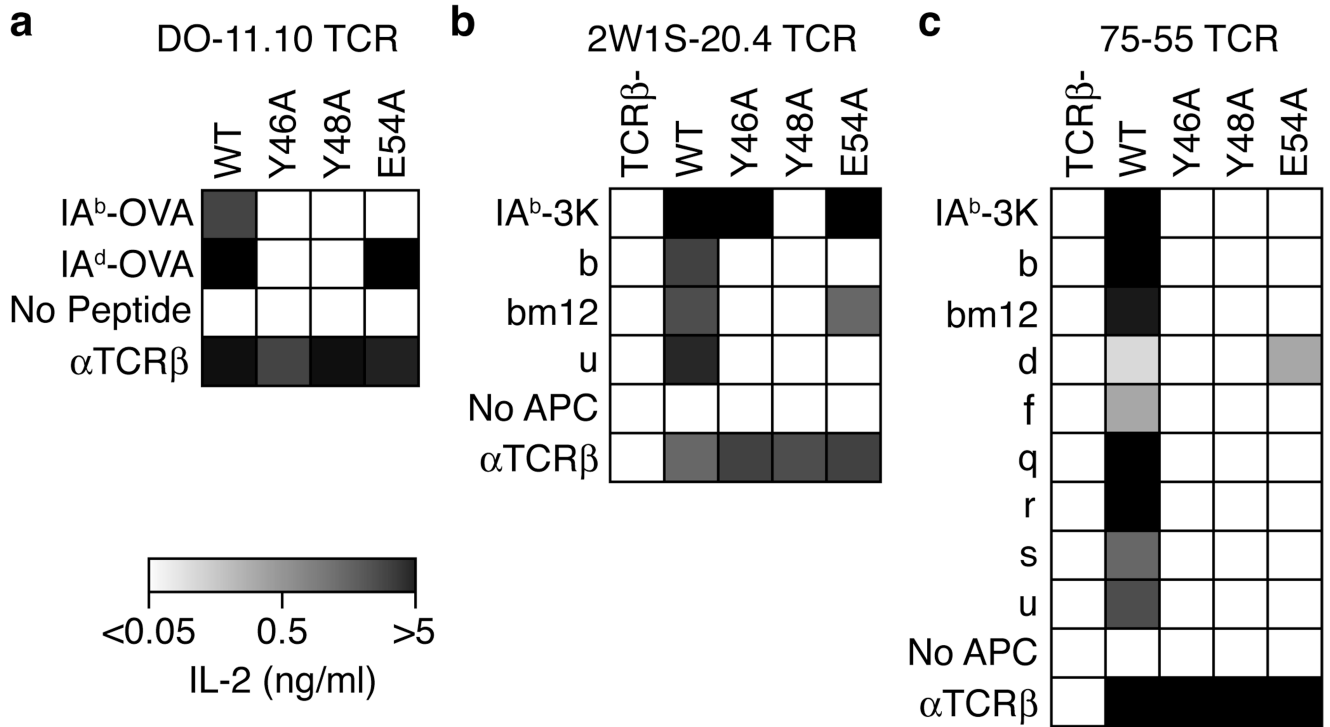 a
DO-11.10 TCR
WT
Y46A
Y48A
E54A
IAᵇ-OVA
IAᵈ-OVA
No Peptide
αTCRβ
<0.05
0.5
>5
IL-2 (ng/ml)
b
2W1S-20.4 TCR
TCRβ-
WT
Y46A
Y48A
E54A
IAᵇ-3K
b
bm12
u
No APC
αTCRβ
c
75-55 TCR
TCRβ-
WT
Y46A
Y48A
E54A
IAᵇ-3K
b
bm12
d
f
q
r
s
u
No APC
αTCRβ